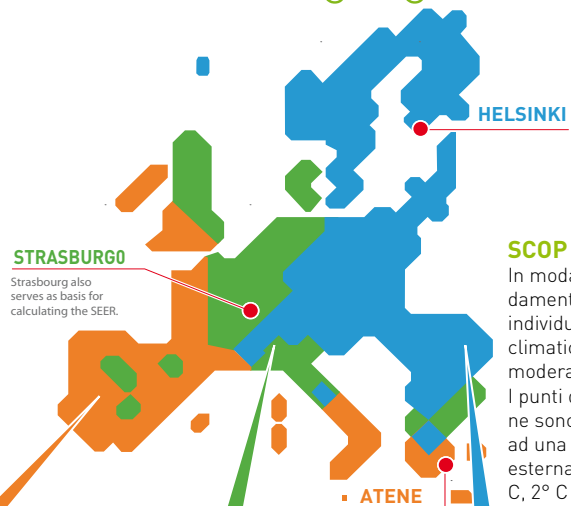 HELSINKI
STRASBURGO
Strasbourg also
serves as basis for
calculating the SEER.
SCOP
In moda
damento
individu
climatic
modera
I punti d
ne sono
ad una
esterna
C, 2° C
▪ ATENE